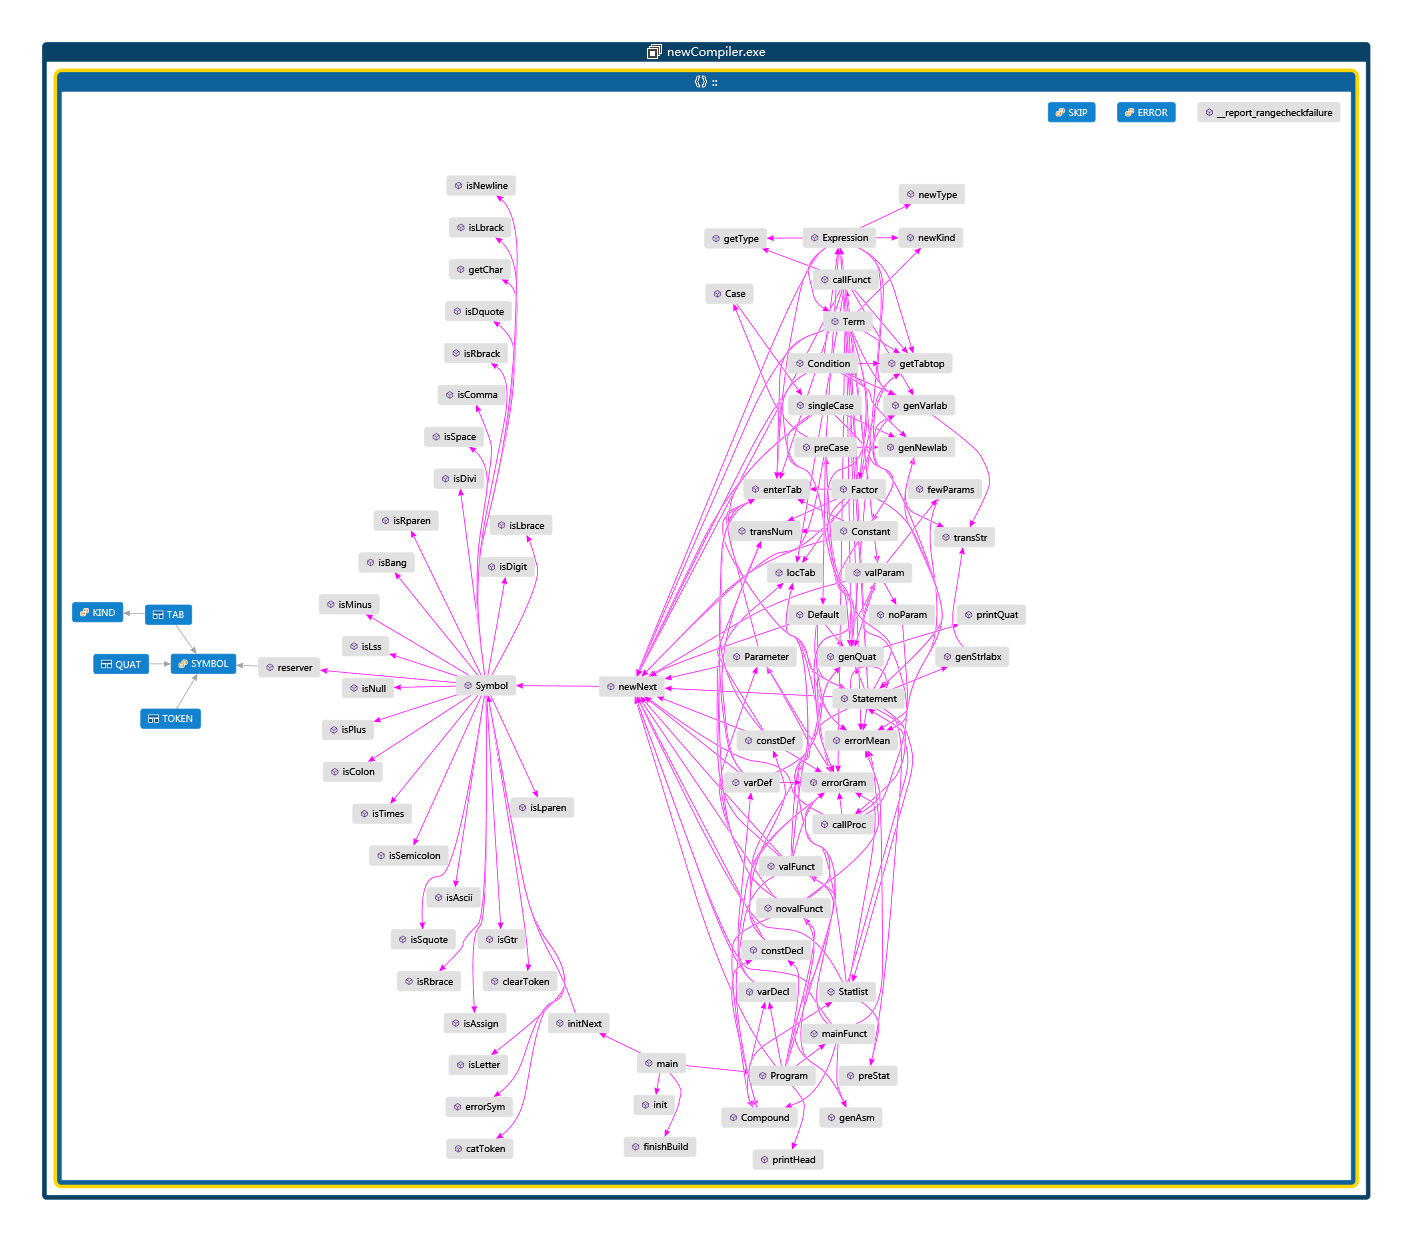 newCompiler.exe
::
SKIP
ERROR
__report_rangecheckfailure
isNewline
newType
isLbrack
getType
Expression
newKind
getChar
callFunct
Case
isDquote
Term
isRbrack
Condition
getTabtop
isComma
singleCase
genVarlab
isSpace
preCase
genNewlab
isDivi
enterTab
Factor
fewParams
isRparen
isLbrace
transNum
Constant
transStr
isBang
isDigit
locTab
valParam
KIND
TAB
isMinus
Default
noParam
printQuat
QUAT
SYMBOL
reserver
isLss
Parameter
genQuat
genStrlabx
isNull
Symbol
newNext
Statement
TOKEN
isPlus
constDef
errorMean
isColon
varDef
errorGram
isTimes
isLparen
callProc
isSemicolon
valFunct
isAscii
novalFunct
isSquote
isGtr
constDecl
isRbrace
clearToken
varDecl
Statlist
isAssign
initNext
mainFunct
isLetter
main
Program
preStat
errorSym
init
Compound
genAsm
catToken
finishBuild
printHead